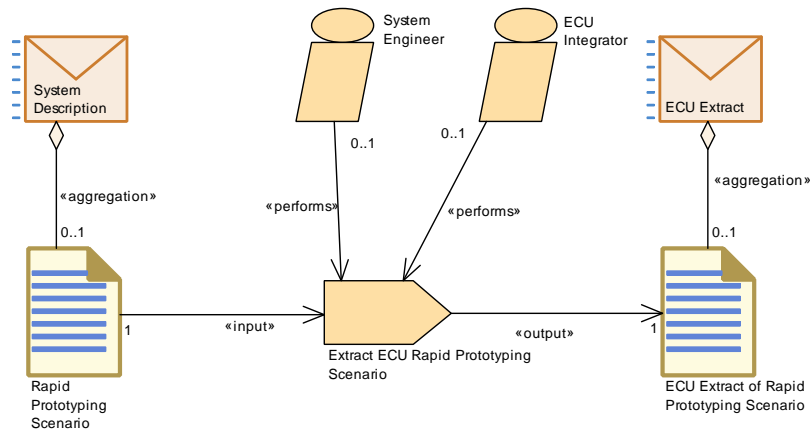 System
Engineer
ECU
Integrator
System
Description
ECU Extract
0..1
0..1
«aggregation»
«aggregation»
«performs»
«performs»
0..1
0..1
1
«input»
«output»
1
Extract ECU Rapid Prototyping
Scenario
Rapid
Prototyping
Scenario
ECU Extract of Rapid
Prototyping Scenario